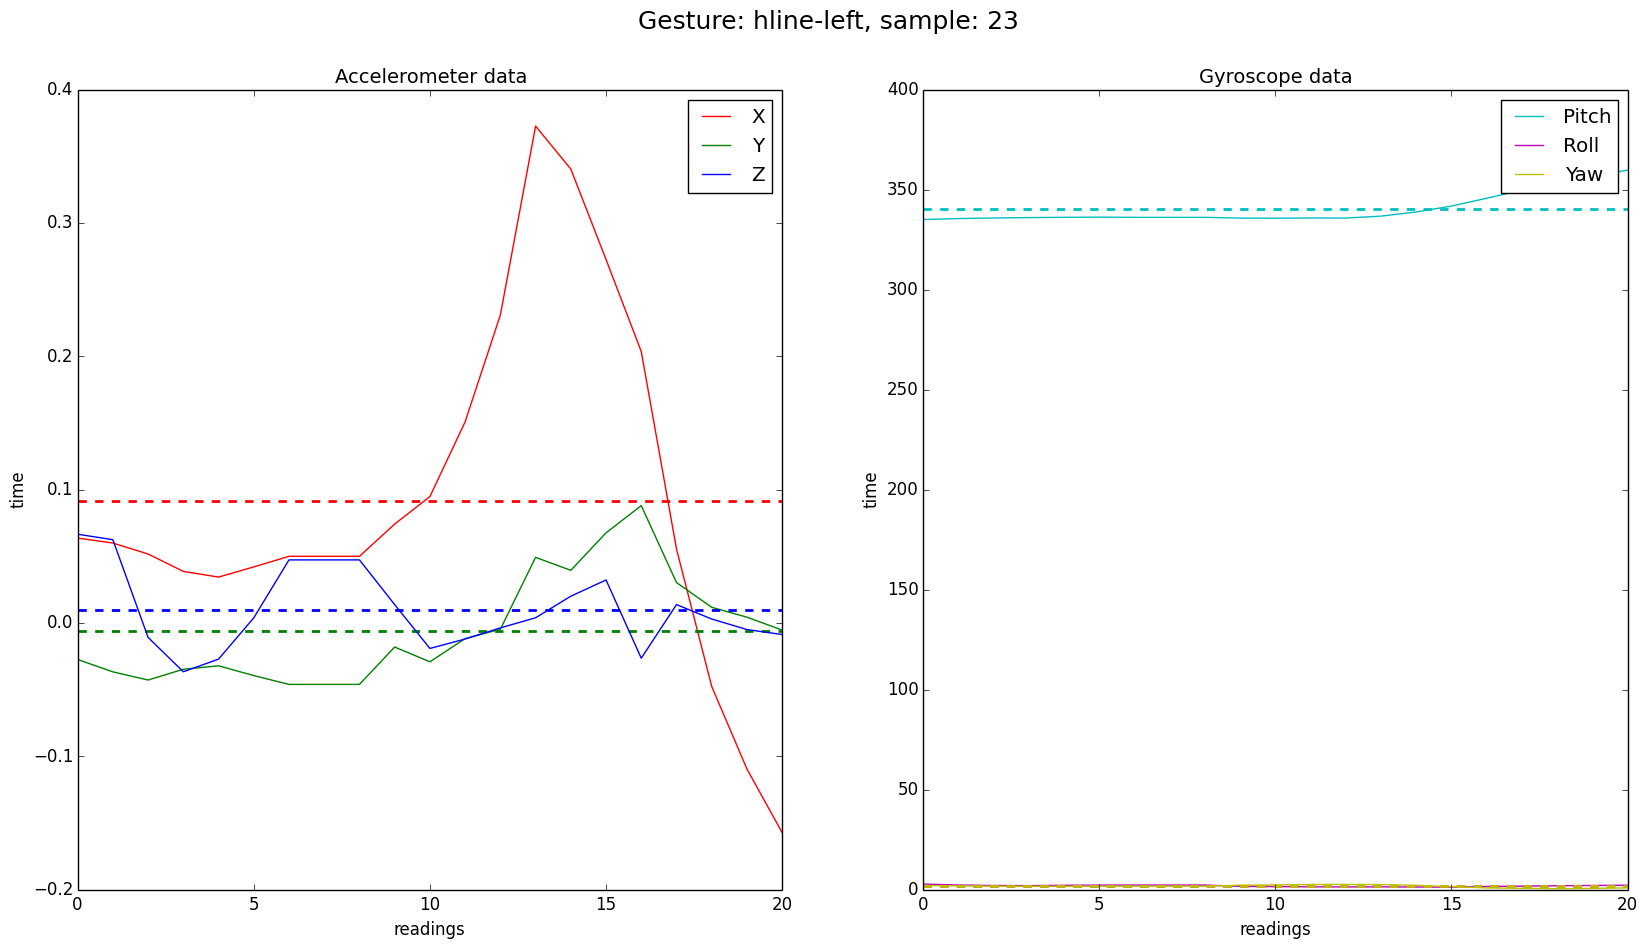 Gesture: hline-left, sample: 23
Accelerometer data
0.4
0.3
0.2
0.1
0.0
−0.1
−0.2
time
0
5
10
15
20
readings
X
Y
Z
Gyroscope data
400
350
300
250
200
150
100
50
0
time
0
5
10
15
20
readings
Pitch
Roll
Yaw